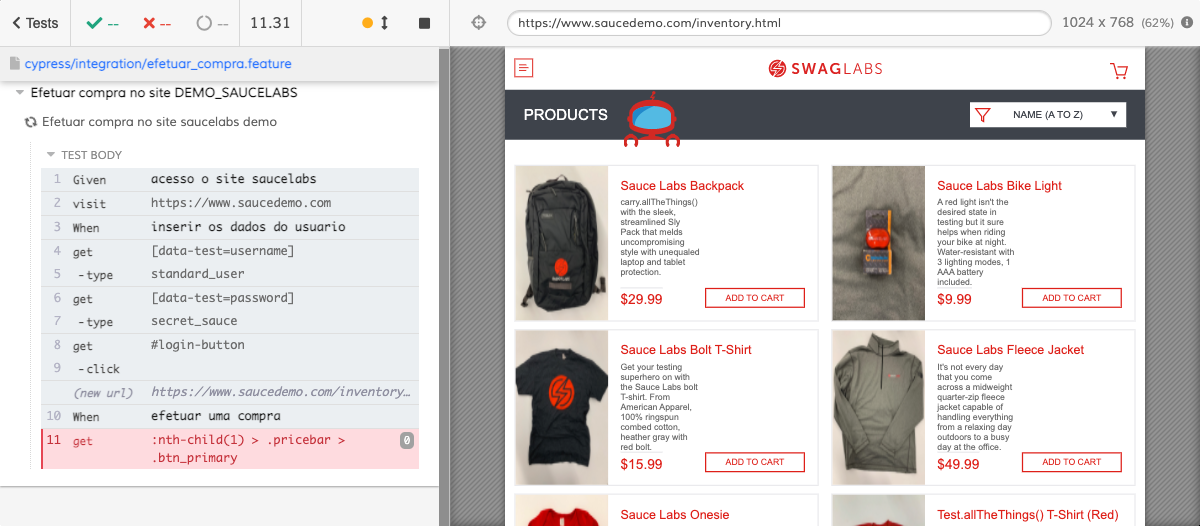 Tests
--
--
--
11.31
https://www.saucedemo.com/inventory.html
1024 x 768 (62%)
cypress/integration/efetuar_compra.feature
Efetuar compra no site DEMO_SAUCELABS
Efetuar compra no site saucelabs demo
TEST BODY
1 Given acesso o site saucelabs
2 visit https://www.saucedemo.com
3 When inserir os dados do usuario
4 get [data-test=username]
5 -type standard_user
6 get [data-test=password]
7 -type secret_sauce
8 get #login-button
9 -click
(new url) https://www.saucedemo.com/inventory…
10 When efetuar uma compra
11 get :nth-child(1) > .pricebar > 0
.btn_primary
SWAGLABS
PRODUCTS
NAME (A TO Z)
Sauce Labs Backpack
carry.allTheThings()
with the sleek,
streamlined Sly
Pack that melds
uncompromising
style with unequaled
laptop and tablet
protection.
$29.99
ADD TO CART
Sauce Labs Bike Light
A red light isn't the
desired state in
testing but it sure
helps when riding
your bike at night.
Water-resistant with
3 lighting modes, 1
AAA battery
included.
$9.99
ADD TO CART
Sauce Labs Bolt T-Shirt
Get your testing
superhero on with
the Sauce Labs bolt
T-shirt. From
American Apparel,
100% ringspun
combed cotton,
heather gray with
red bolt.
$15.99
ADD TO CART
Sauce Labs Fleece Jacket
It's not every day
that you come
across a midweight
quarter-zip fleece
jacket capable of
handling everything
from a relaxing day
outdoors to a busy
day at the office.
$49.99
ADD TO CART
Sauce Labs Onesie
Test.allTheThings() T-Shirt (Red)